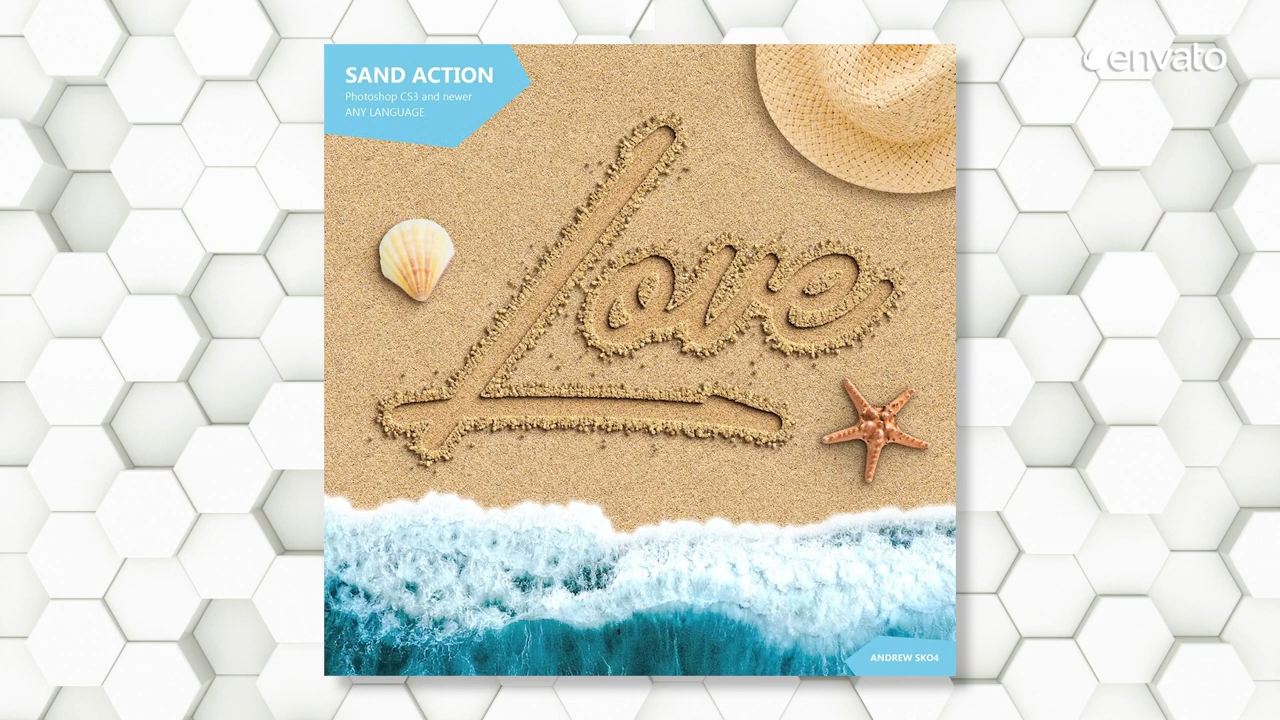 SAND ACTION
Photoshop CS3 and newer
ANY LANGUAGE
envato
Love
ANDREW SKO4